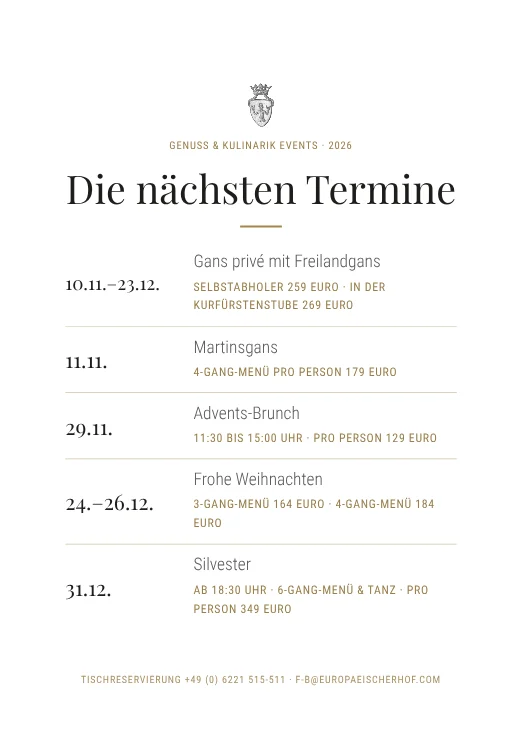 GENUSS & KULINARIK EVENTS · 2026
Die nächsten Termine
10.11.–23.12.
Gans privé mit Freilandgans
SELBSTABHOLER 259 EURO · IN DER
KURFÜRSTENSTUBE 269 EURO
11.11.
Martinsgans
4-GANG-MENÜ PRO PERSON 179 EURO
29.11.
Advents-Brunch
11:30 BIS 15:00 UHR · PRO PERSON 129 EURO
24.–26.12.
Frohe Weihnachten
3-GANG-MENÜ 164 EURO · 4-GANG-MENÜ 184
EURO
31.12.
Silvester
AB 18:30 UHR · 6-GANG-MENÜ & TANZ · PRO
PERSON 349 EURO
TISCHRESERVIERUNG +49 (0) 6221 515-511 · F-B@EUROPAEISCHERHOF.COM